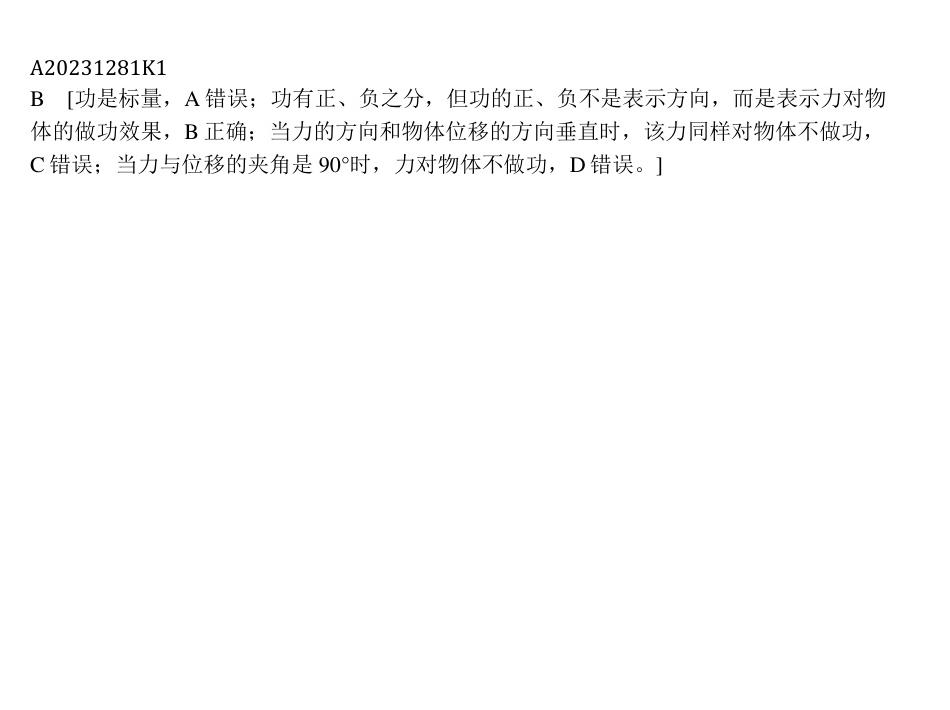 A20231281K1
B　[功是标量，A 错误；功有正、负之分，但功的正、负不是表示方向，而是表示力对物
体的做功效果，B 正确；当力的方向和物体位移的方向垂直时，该力同样对物体不做功，
C 错误；当力与位移的夹角是 90°时，力对物体不做功，D 错误。]